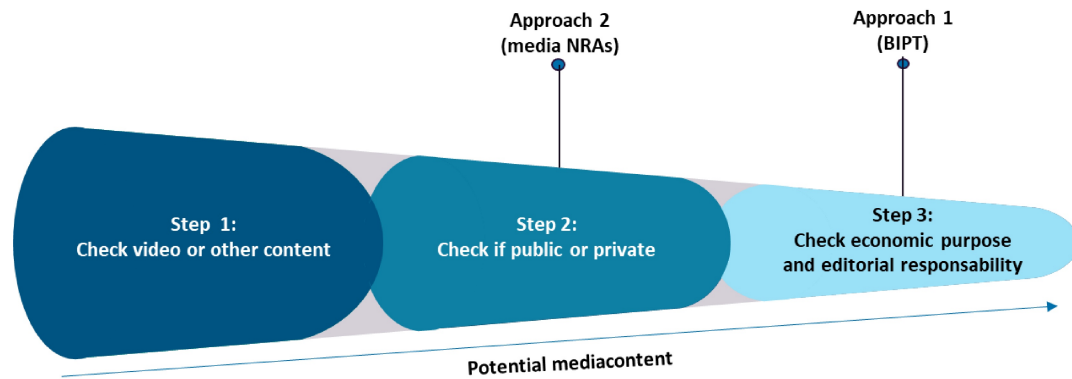 Approach 2
(media NRAs)
Approach 1
(BIPT)
Step 1:
Check video or other content
Step 2:
Check if public or private
Step 3:
Check economic purpose
and editorial responsability
Potential mediacontent